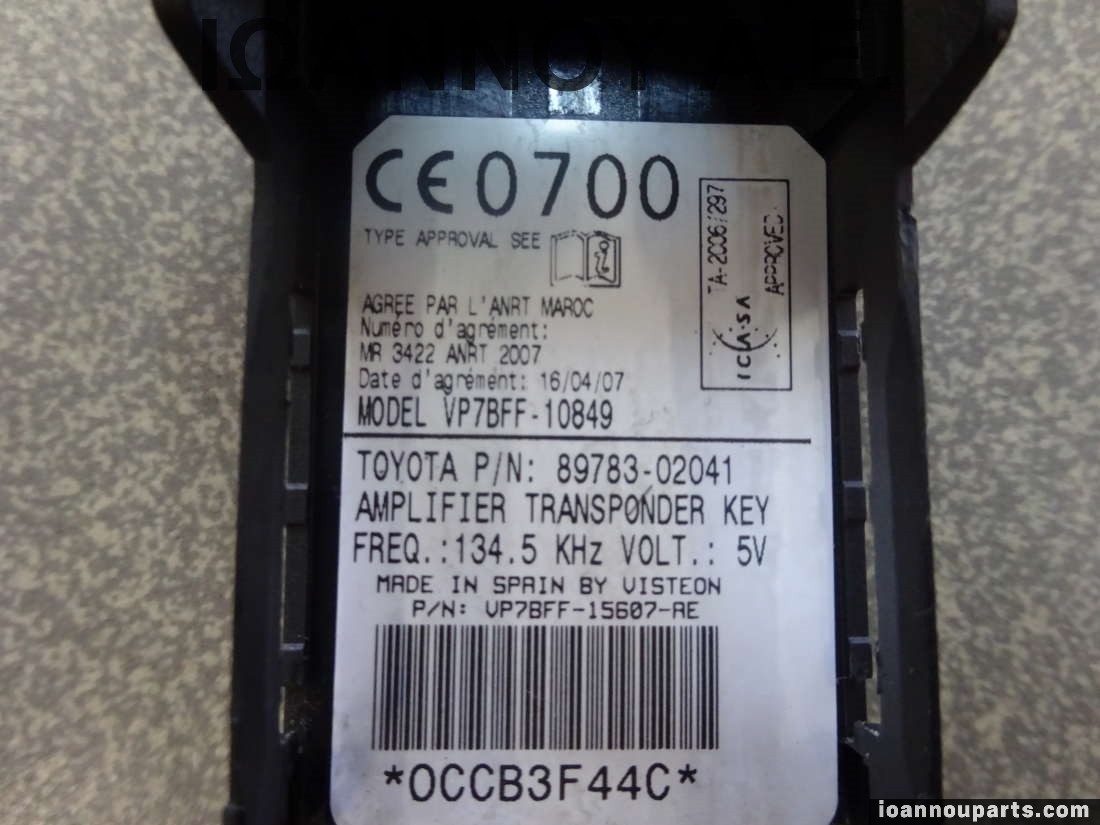 ΙΩΑΝΝΟΥ Α.Ε.
CE0700
TYPE APPROVAL SEE
AGREE PAR L'ANRT MAROC
Numéro d'agrément:
MR 3422 ANRT 2007
Date d'agrément: 16/04/07
MODEL VP7BFF-10849
TA-2006/297
APPROVED
ICASA
TOYOTA P/N: 89783-02041
AMPLIFIER TRANSPONDER KEY
FREQ.:134.5 KHz VOLT.: 5V
MADE IN SPAIN BY VISTEON
P/N: VP7BFF-15607-AE
*0CCB3F44C*
ioannouparts.com